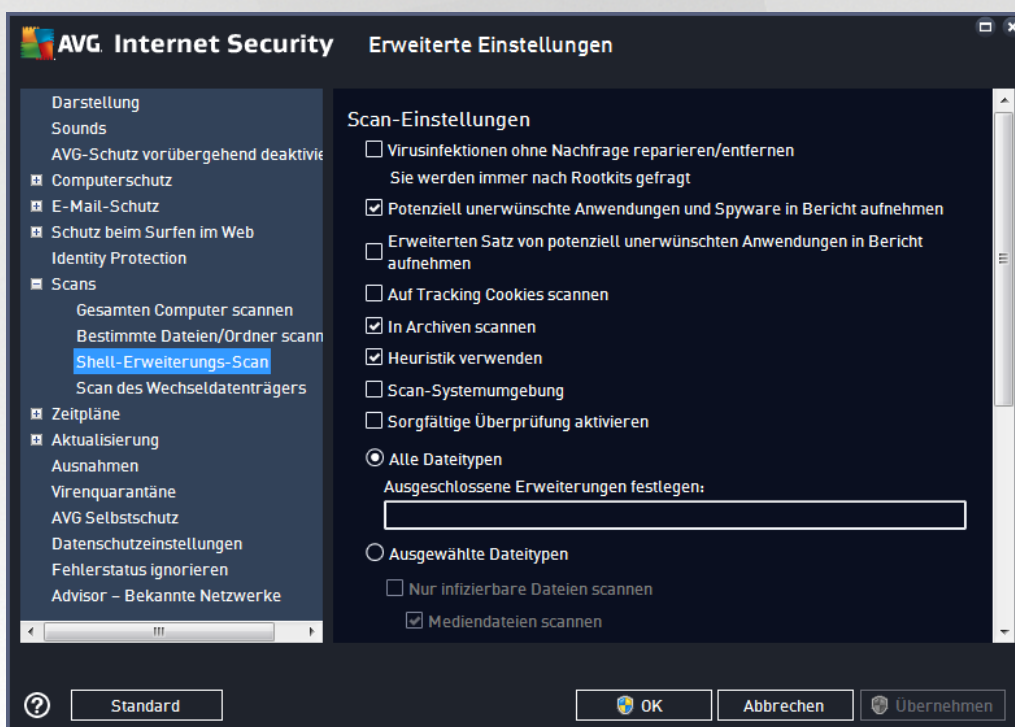 AVG. Internet Security Erweiterte Einstellungen
Darstellung
Sounds
AVG-Schutz vorübergehend deaktivie
Computerschutz
E-Mail-Schutz
Schutz beim Surfen im Web
Identity Protection
Scans
Gesamten Computer scannen
Bestimmte Dateien/Ordner scann
Shell-Erweiterungs-Scan
Scan des Wechseldatenträgers
Zeitpläne
Aktualisierung
Ausnahmen
Virenquarantäne
AVG Selbstschutz
Datenschutzeinstellungen
Fehlerstatus ignorieren
Advisor – Bekannte Netzwerke
Scan-Einstellungen
Virusinfektionen ohne Nachfrage reparieren/entfernen
Sie werden immer nach Rootkits gefragt
Potenziell unerwünschte Anwendungen und Spyware in Bericht aufnehmen
Erweiterten Satz von potenziell unerwünschten Anwendungen in Bericht
aufnehmen
Auf Tracking Cookies scannen
In Archiven scannen
Heuristik verwenden
Scan-Systemumgebung
Sorgfältige Überprüfung aktivieren
Alle Dateitypen
Ausgeschlossene Erweiterungen festlegen:
Ausgewählte Dateitypen
Nur infizierbare Dateien scannen
Mediendateien scannen
? Standard OK Abbrechen Übernehmen